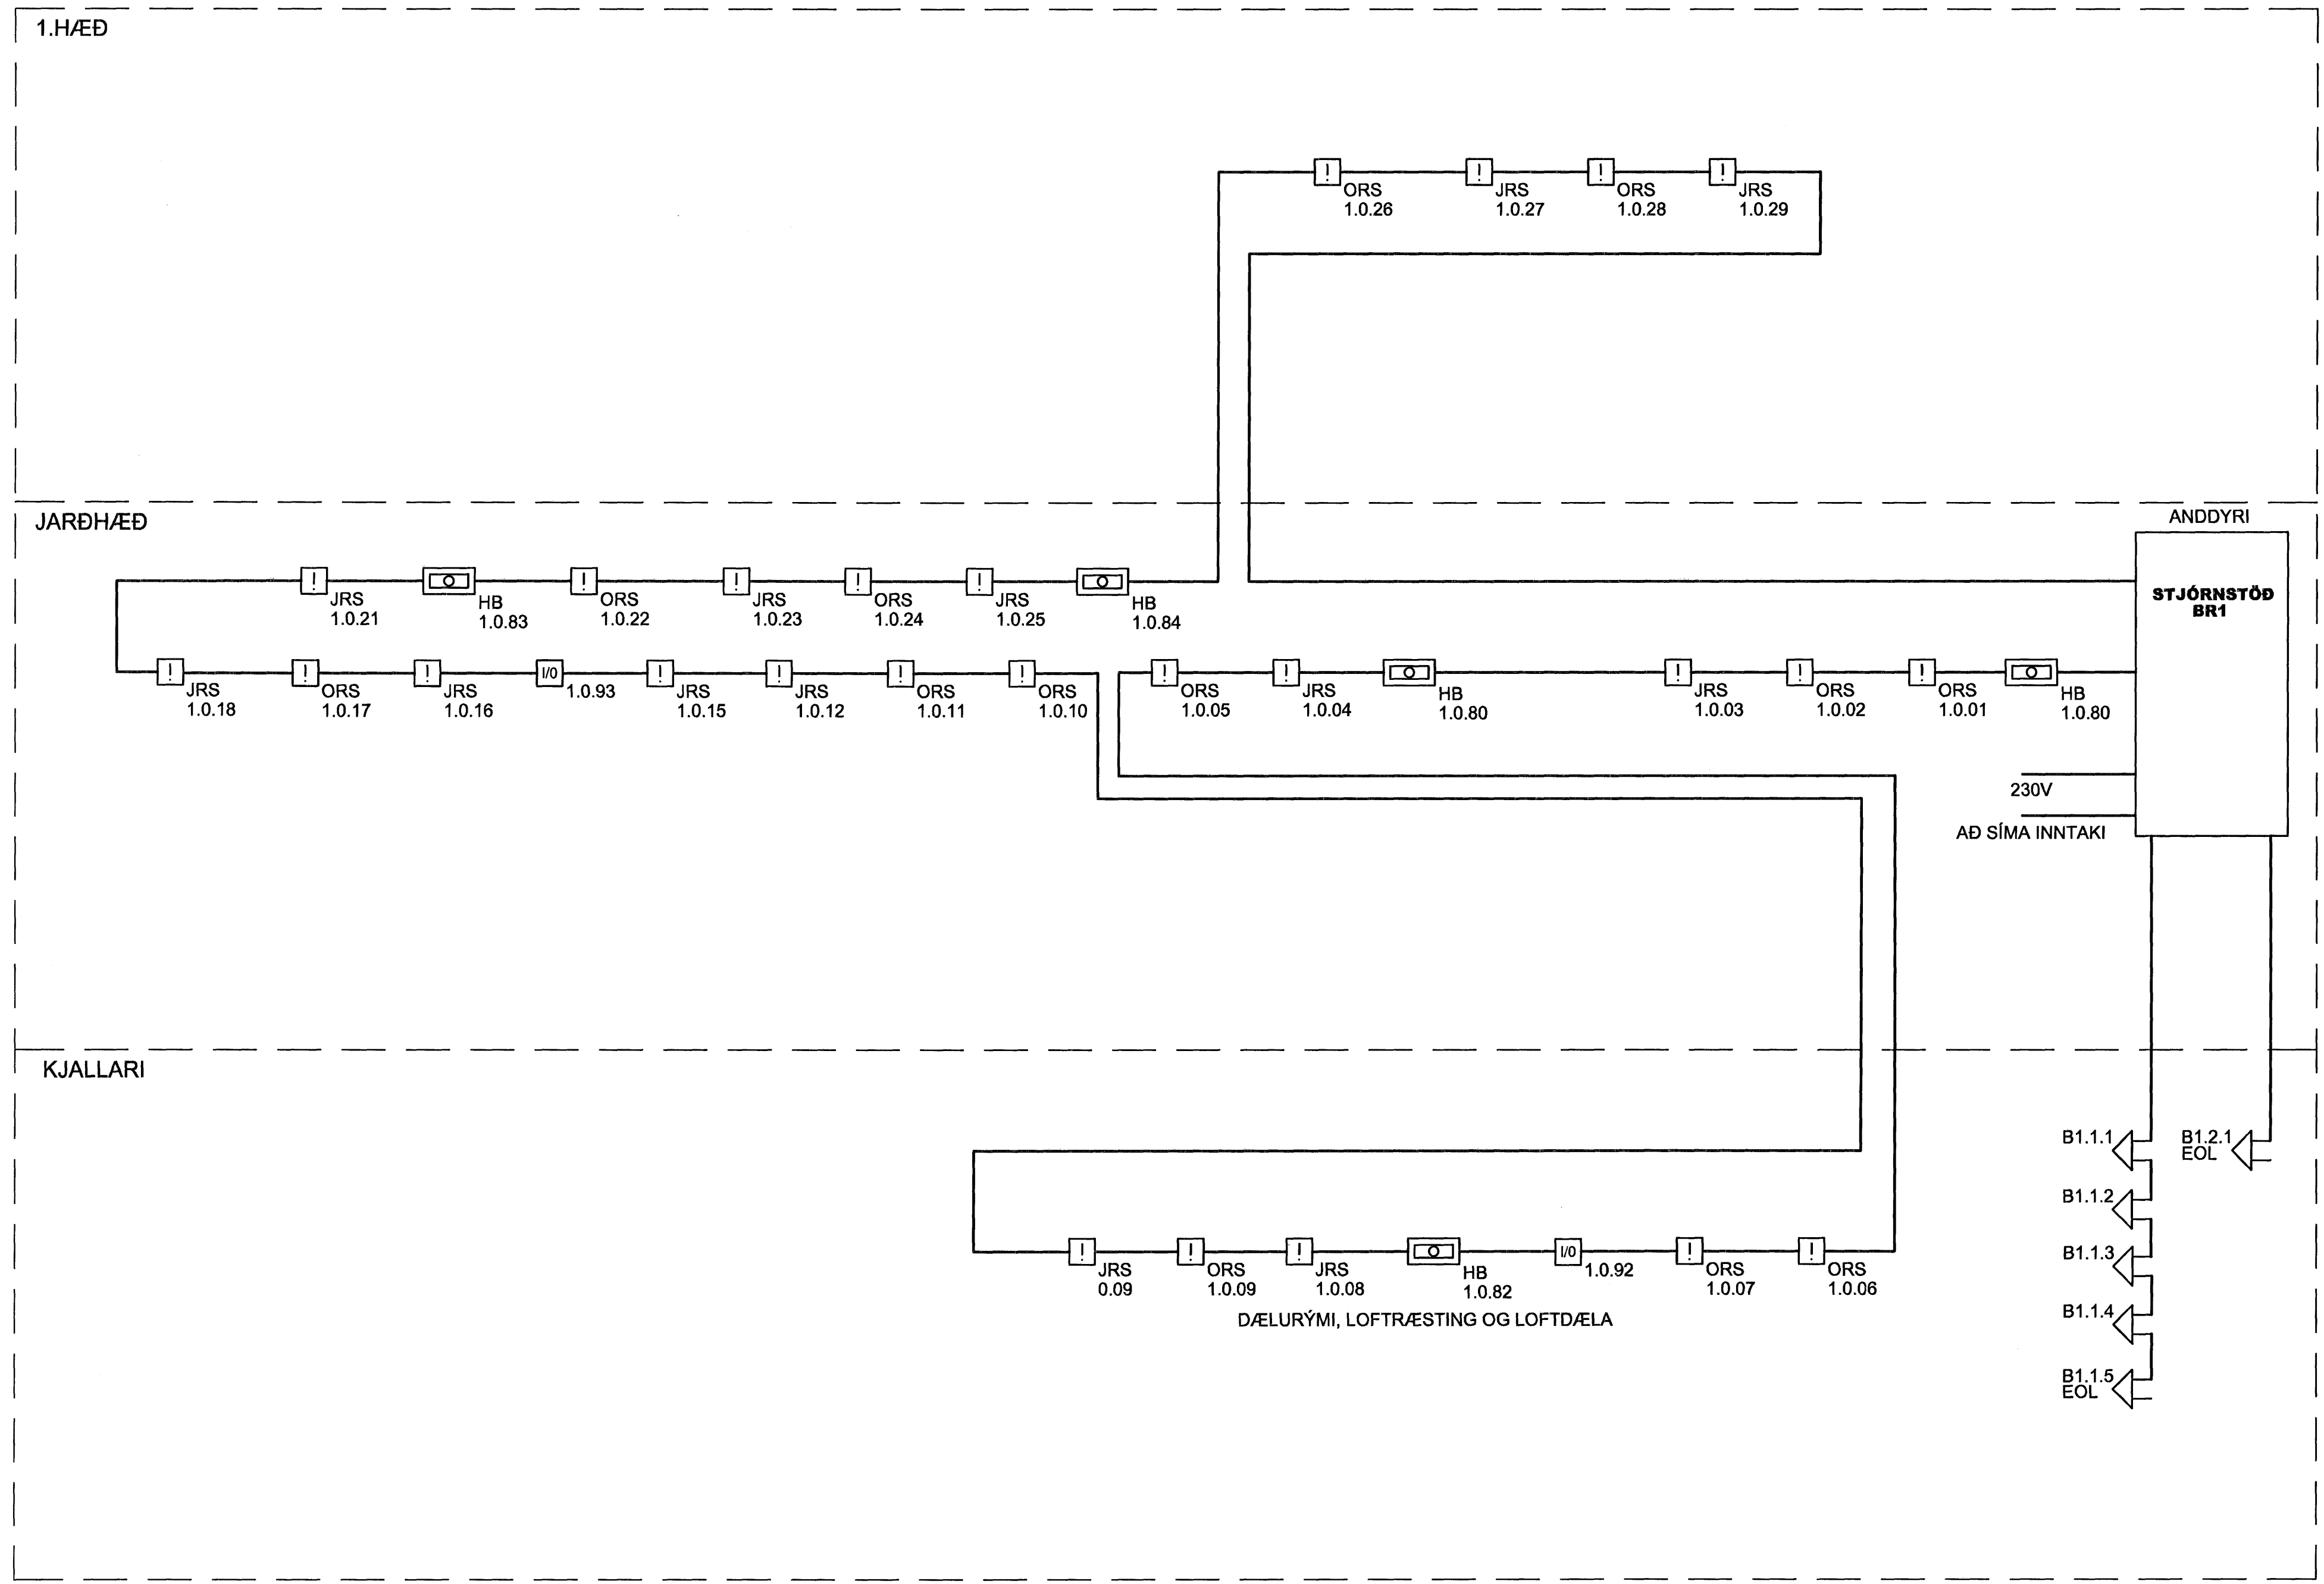 1.HÆÐ
ORS
1.0.26
JRS
1.0.27
ORS
1.0.28
JRS
1.0.29
JARÐHÆÐ
ANDDYRI
STJÓRNSTÖÐ
BR1
JRS
1.0.21
HB
1.0.83
ORS
1.0.22
JRS
1.0.23
ORS
1.0.24
JRS
1.0.25
HB
1.0.84
JRS
1.0.18
ORS
1.0.17
JRS
1.0.16
I/0
1.0.93
JRS
1.0.15
JRS
1.0.12
ORS
1.0.11
ORS
1.0.10
ORS
1.0.05
JRS
1.0.04
HB
1.0.80
JRS
1.0.03
ORS
1.0.02
ORS
1.0.01
HB
1.0.80
230V
AÐ SÍMA INNTAKI
KJALLARI
B1.1.1
B1.2.1
EOL
B1.1.2
B1.1.3
B1.1.4
B1.1.5
EOL
JRS
0.09
ORS
1.0.09
JRS
1.0.08
HB
1.0.82
I/0
1.0.92
ORS
1.0.07
ORS
1.0.06
DÆLURÝMI, LOFTRÆSTING OG LOFTDÆLA